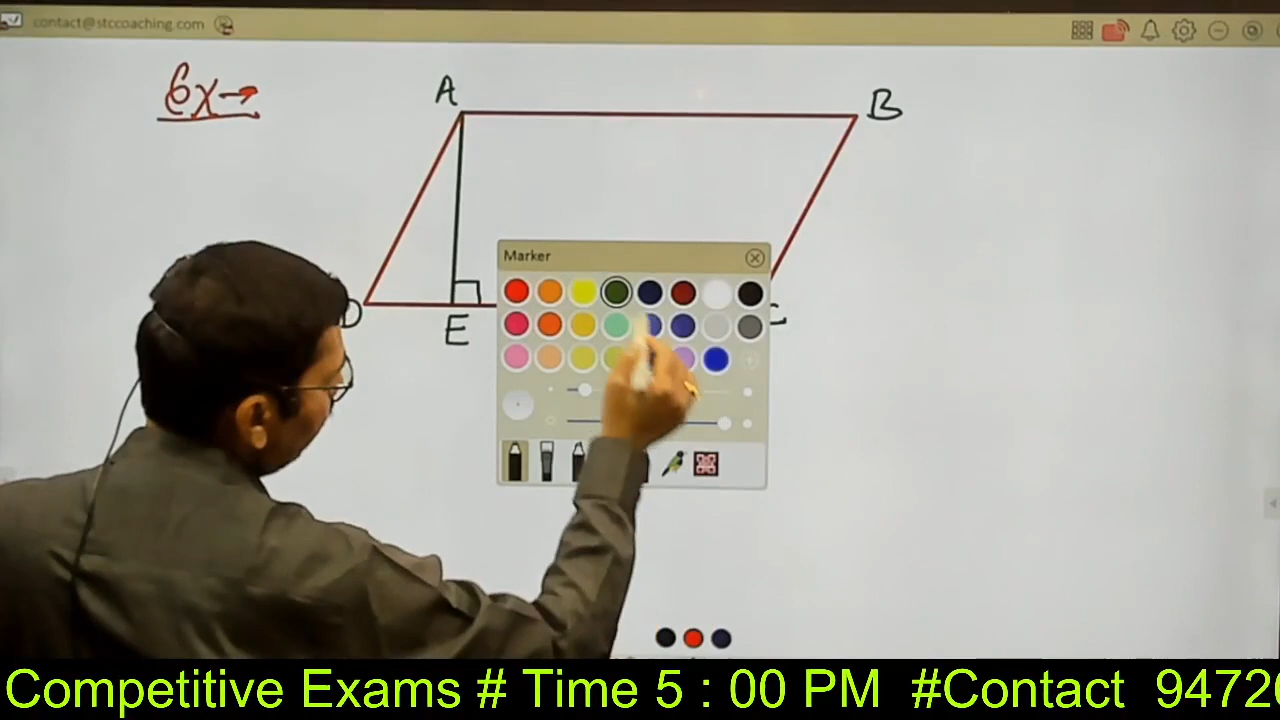 contact@stccoaching.com
Ex→
A
B
Marker
D
E
C
Competitive Exams # Time 5 : 00 PM #Contact 9472